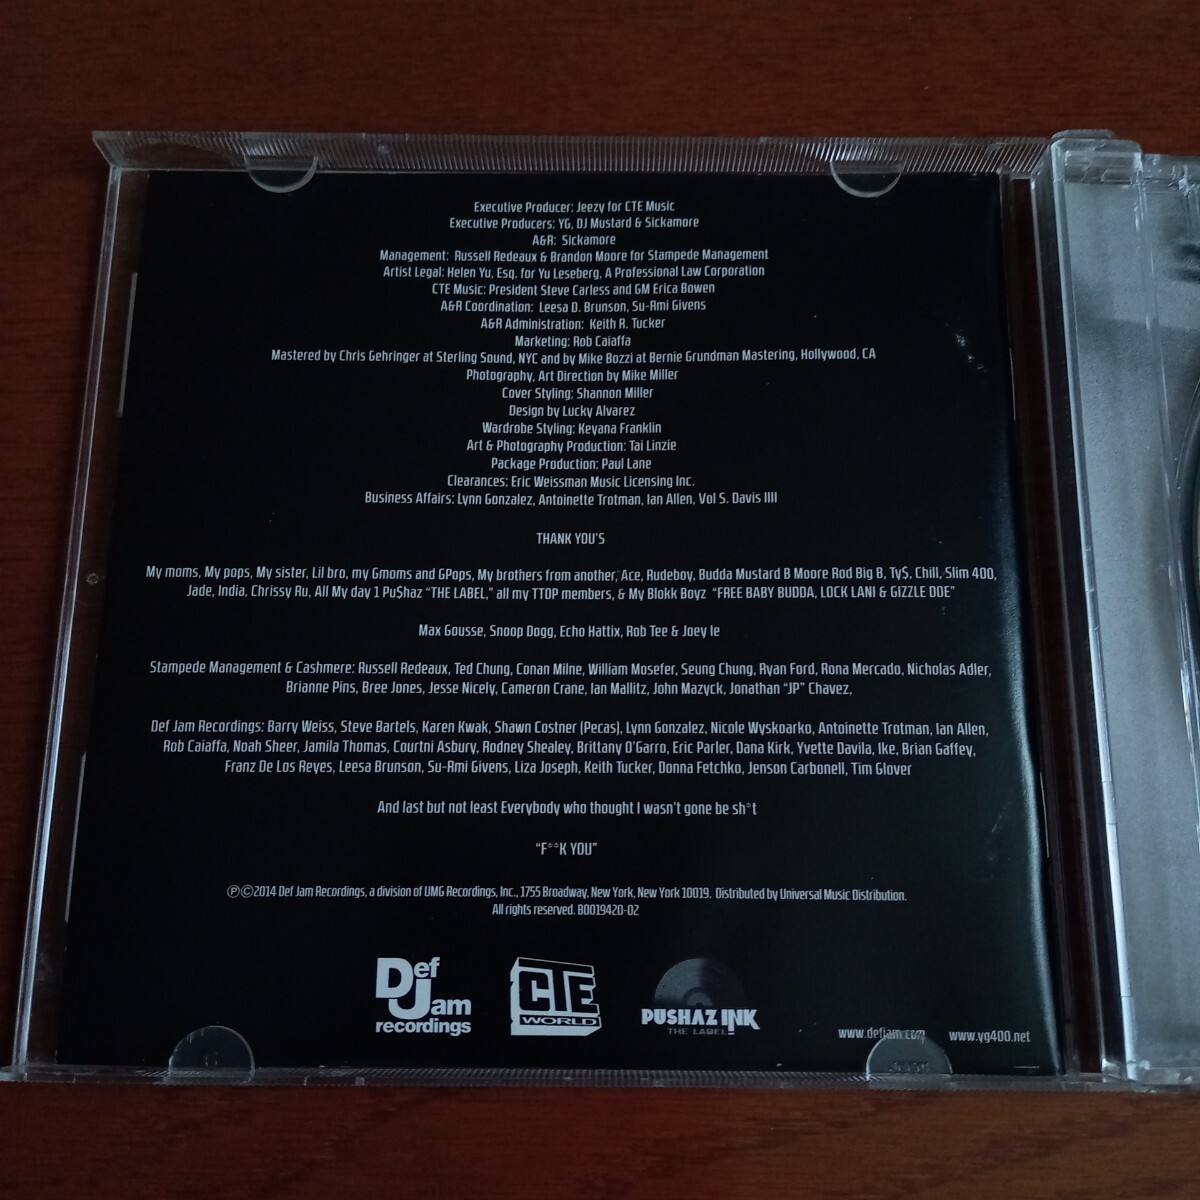 Executive Producer: Jeezy for CTE Music
Executive Producers: YG, DJ Mustard & Sickamore
A&R: Sickamore
Management: Russell Redeaux & Brandon Moore for Stampede Management
Artist Legal: Helen Yu, Esq. for Yu Leseberg, A Professional Law Corporation
CTE Music: President Steve Carless and GM Erica Bowen
A&R Coordination: Leesa D. Brunson, Su-Rmi Givens
A&R Administration: Keith R. Tucker
Marketing: Rob Caiaffa
Mastered by Chris Gehringer at Sterling Sound, NYC and by Mike Bozzi at Bernie Grundman Mastering, Hollywood, CA
Photography, Art Direction by Mike Miller
Cover Styling: Shannon Miller
Design by Lucky Alvarez
Wardrobe Styling: Keyana Franklin
Art & Photography Production: Tai Linzie
Package Production: Paul Lane
Clearances: Eric Weissman Music Licensing Inc.
Business Affairs: Lynn Gonzalez, Antoinette Trotman, Ian Allen, Vol S. Davis IIII
THANK YOU'S
My moms, My pops, My sister, Lil bro, my Gmoms and GPops, My brothers from another, Ace, Rudeboy, Budda Mustard B Moore Rod Big B, Ty$, Chill, Slim 400,
Jade, India, Chrissy Ru, All My day 1 Pu$haz "THE LABEL," all my TTOP members, & My Blokk Boyz "FREE BABY BUDDA, LOCK LANI & GIZZLE DOE"
Max Gousse, Snoop Dogg, Echo Hattix, Rob Tee & Joey Ie
Stampede Management & Cashmere: Russell Redeaux, Ted Chung, Conan Milne, William Mosefer, Seung Chung, Ryan Ford, Rona Mercado, Nicholas Adler,
Brianne Pins, Bree Jones, Jesse Nicely, Cameron Crane, Ian Mallitz, John Mazyck, Jonathan "JP" Chavez,
Def Jam Recordings: Barry Weiss, Steve Bartels, Karen Kwak, Shawn Costner (Pecas), Lynn Gonzalez, Nicole Wyskoarko, Antoinette Trotman, Ian Allen,
Rob Caiaffa, Noah Sheer, Jamila Thomas, Courtni Asbury, Rodney Shealey, Brittany O'Garro, Eric Parler, Dana Kirk, Yvette Davila, Ike, Brian Gaffey,
Franz De Los Reyes, Leesa Brunson, Su-Rmi Givens, Liza Joseph, Keith Tucker, Donna Fetchko, Jenson Carbonell, Tim Glover
And last but not least Everybody who thought I wasn't gone be sh*t
"F**K YOU"
℗©2014 Def Jam Recordings, a division of UMG Recordings, Inc., 1755 Broadway, New York, New York 10019. Distributed by Universal Music Distribution.
All rights reserved. B0019420-02
Def Jam recordings
CTE WORLD
PUSHAZ INK THE LABEL
www.defjam.com www.yg400.net